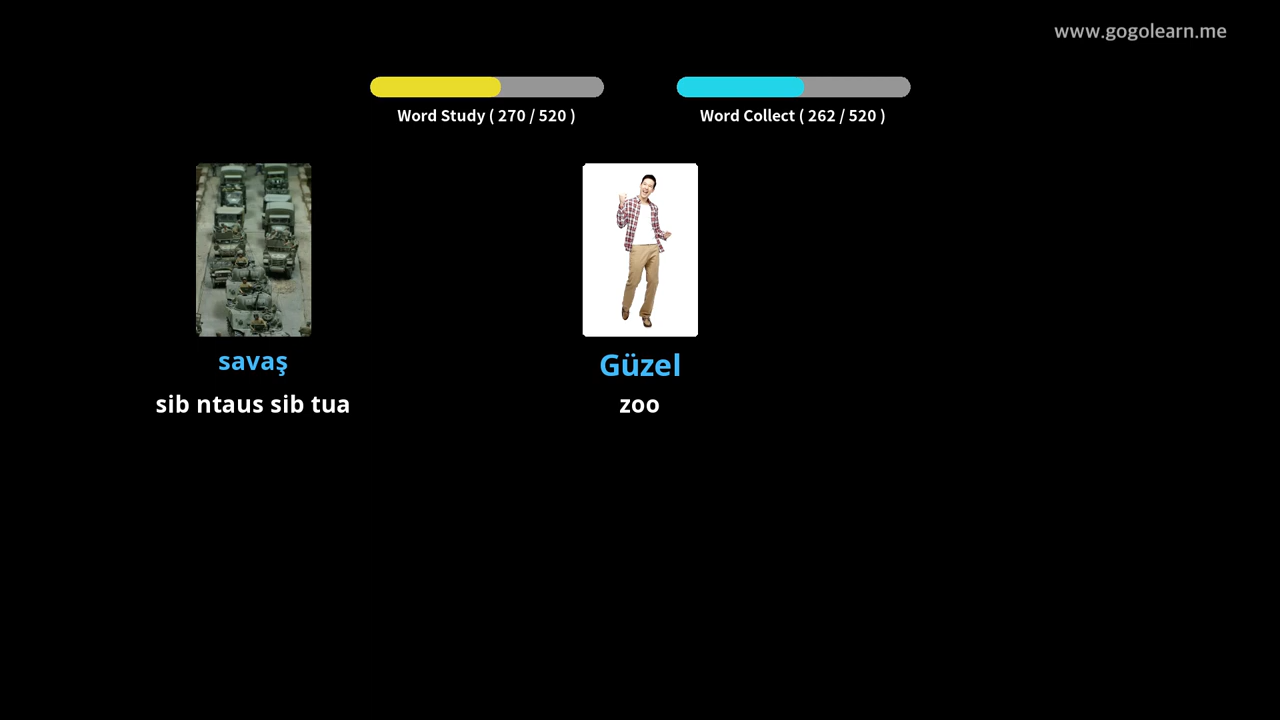 www.gogolearn.me
Word Study ( 270 / 520 )
Word Collect ( 262 / 520 )
savaş
sib ntaus sib tua
Güzel
zoo